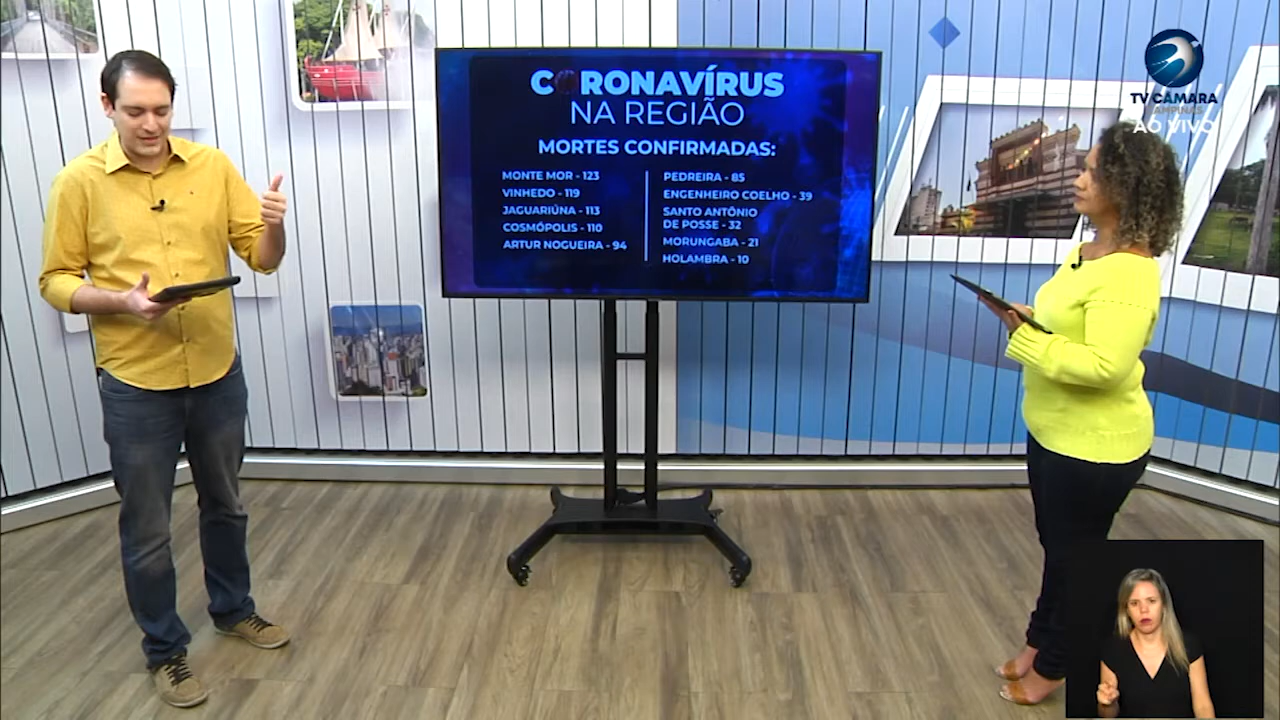 CORONAVÍRUS
NA REGIÃO
MORTES CONFIRMADAS:
MONTE MOR - 123
VINHEDO - 119
JAGUARIÚNA - 113
COSMÓPOLIS - 110
ARTUR NOGUEIRA - 94
PEDREIRA - 85
ENGENHEIRO COELHO - 39
SANTO ANTÔNIO
DE POSSE - 32
MORUNGABA - 21
HOLAMBRA - 10
TV CÂMARA
CAMPINAS
AO VIVO